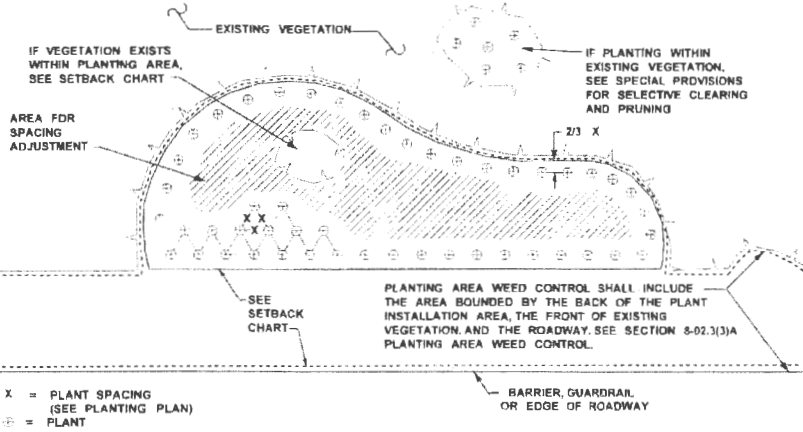 EXISTING VEGETATION
IF VEGETATION EXISTS
WITHIN PLANTING AREA,
SEE SETBACK CHART
IF PLANTING WITHIN
EXISTING VEGETATION,
SEE SPECIAL PROVISIONS
FOR SELECTIVE CLEARING
AND PRUNING
AREA FOR
SPACING
ADJUSTMENT
2/3 X
X X
X
SEE
SETBACK
CHART
PLANTING AREA WEED CONTROL SHALL INCLUDE
THE AREA BOUNDED BY THE BACK OF THE PLANT
INSTALLATION AREA, THE FRONT OF EXISTING
VEGETATION, AND THE ROADWAY. SEE SECTION 8-02.3(3)A
PLANTING AREA WEED CONTROL.
X = PLANT SPACING
(SEE PLANTING PLAN)
= PLANT
BARRIER, GUARDRAIL
OR EDGE OF ROADWAY